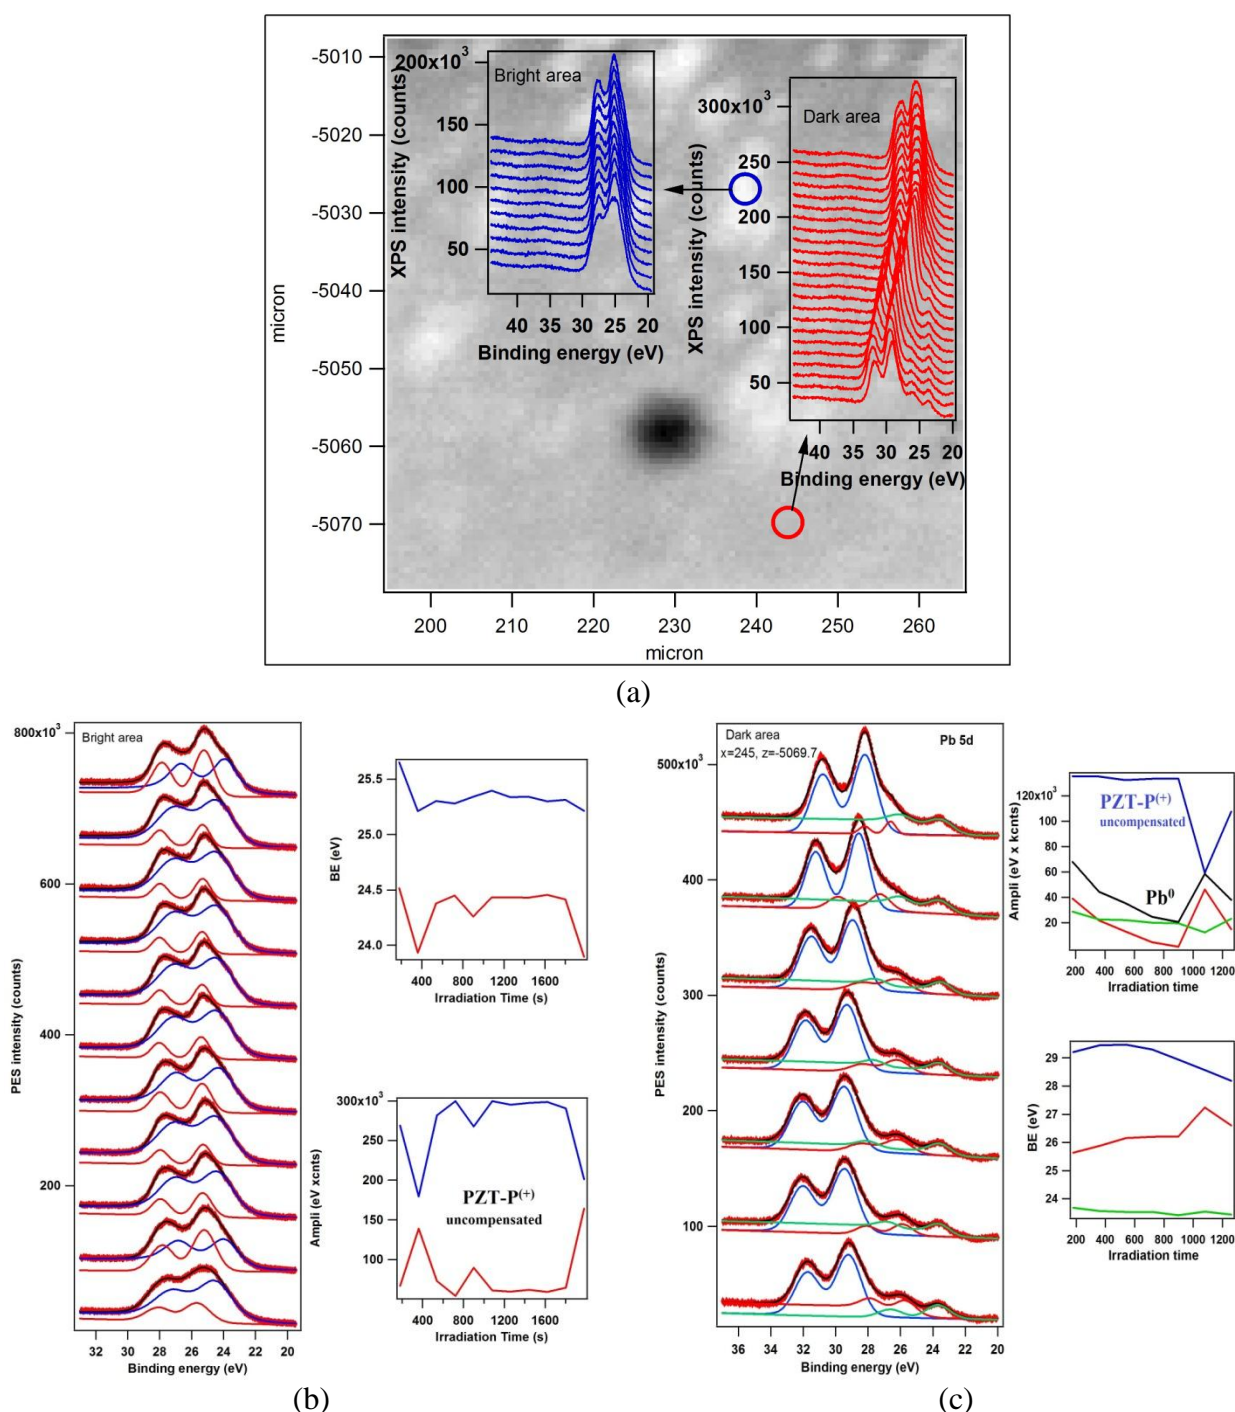 -5010
-5020
-5030
-5040
-5050
-5060
-5070
micron
200 210 220 230 240 250 260
micron
200x10³
150
100
50
XPS intensity (counts)
Bright area
40 35 30 25 20
Binding energy (eV)
300x10³
250
200
150
100
50
XPS intensity (counts)
Dark area
40 35 30 25 20
Binding energy (eV)
(a)
800x10³
600
400
200
PES intensity (counts)
Bright area
32 30 28 26 24 22 20
Binding energy (eV)
25.5
25.0
24.5
24.0
BE (eV)
400 800 1200 1600
Irradiation Time (s)
300x10³
250
200
150
100
Ampli (eV xcnts)
PZT-P⁽⁺⁾
uncompensated
400 800 1200 1600
Irradiation Time (s)
(b)
500x10³
400
300
200
100
PES intensity (counts)
Dark area
x=245, z=-5069.7
Pb 5d
36 34 32 30 28 26 24 22 20
Binding energy (eV)
120x10³
100
80
60
40
20
Ampli (eV x kcnts)
PZT-P⁽⁺⁾
uncompensated
Pb⁰
200 400 600 800 1000 1200
Irradiation time
29
28
27
26
25
24
BE (eV)
200 400 600 800 1000 1200
Irradiation time
(c)